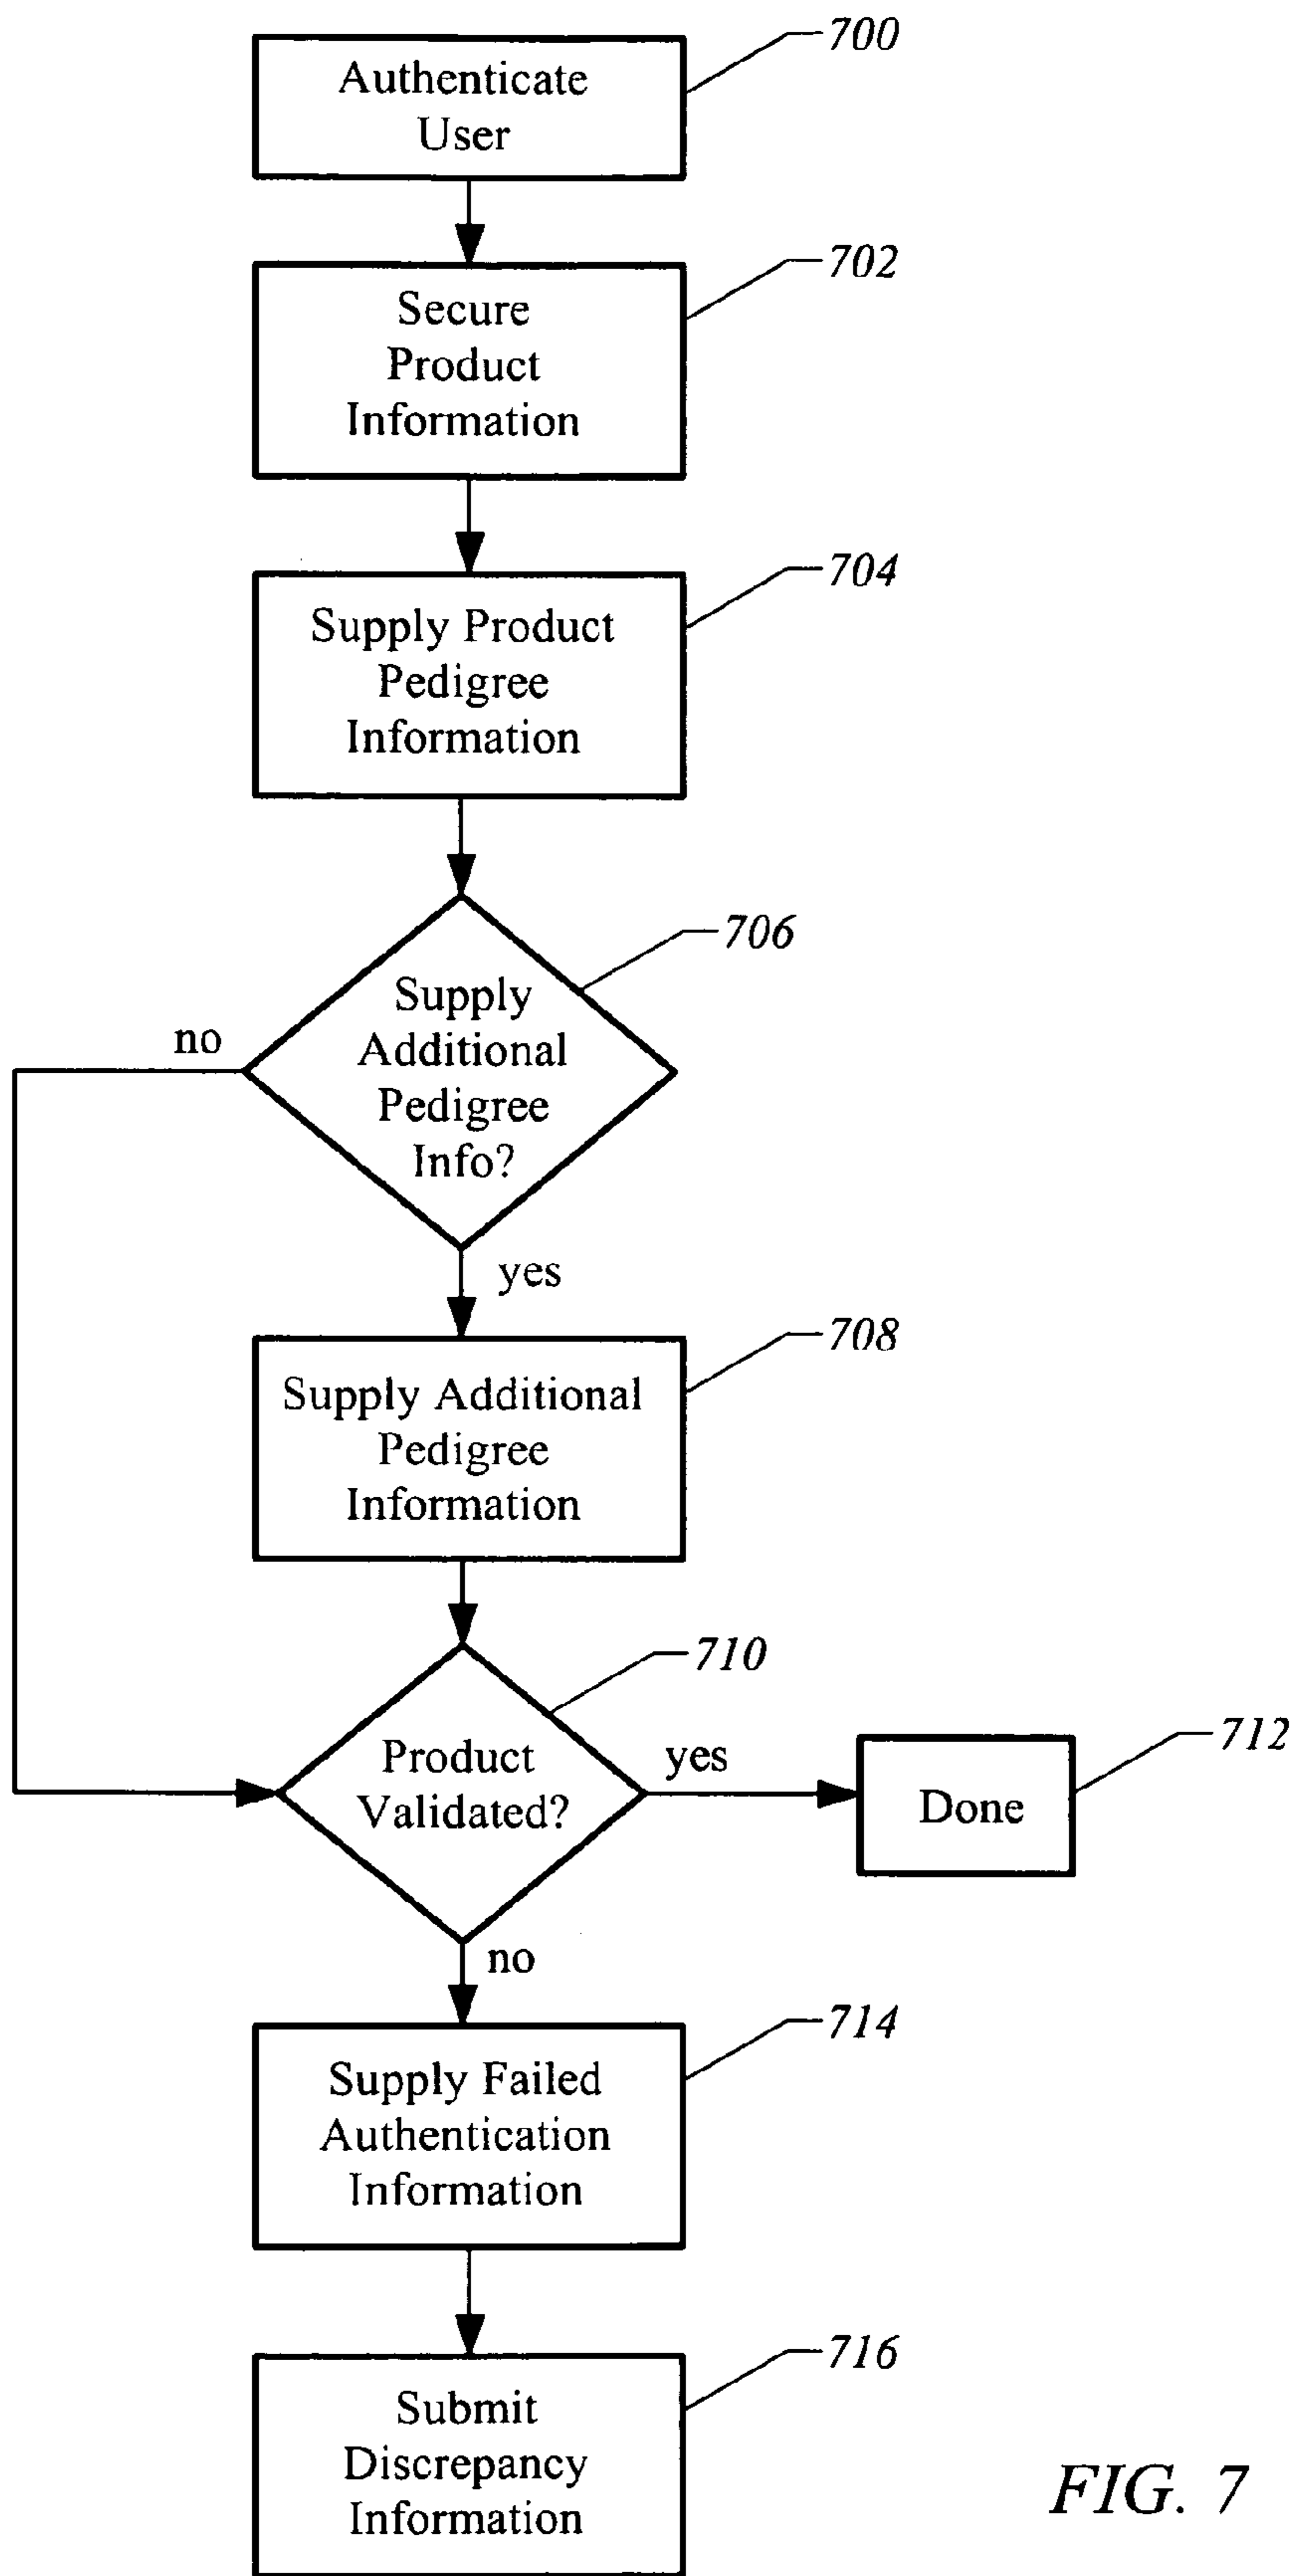 700
Authenticate
User
702
Secure
Product
Information
704
Supply Product
Pedigree
Information
706
Supply
Additional
Pedigree
Info?
no
yes
708
Supply Additional
Pedigree
Information
710
Product
Validated?
yes
712
Done
no
714
Supply Failed
Authentication
Information
716
Submit
Discrepancy
Information
FIG. 7